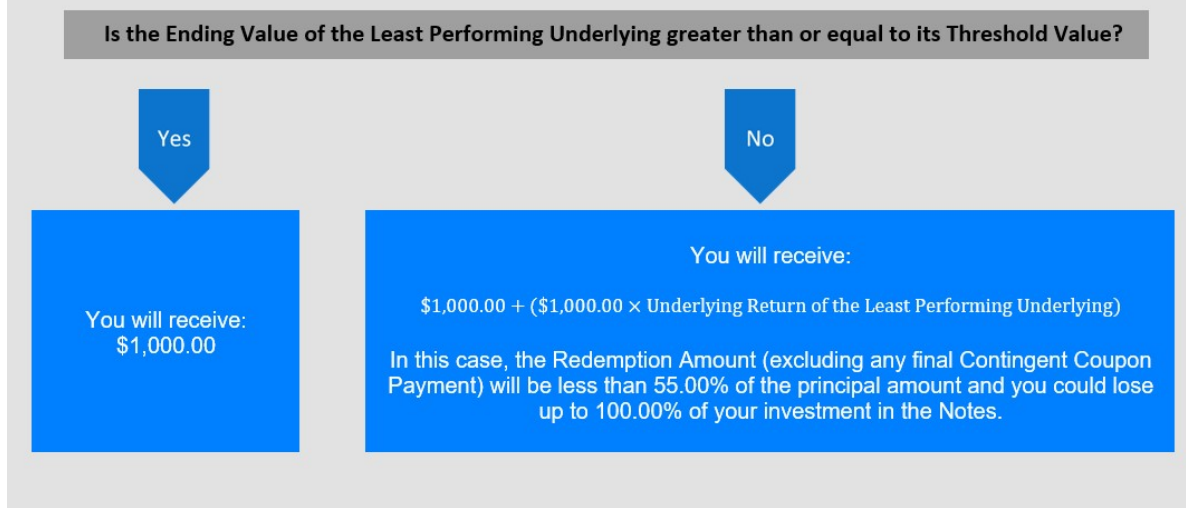 Is the Ending Value of the Least Performing Underlying greater than or equal to its Threshold Value?
Yes
No
You will receive:
$1,000.00
You will receive:
$1,000.00 + ($1,000.00 × Underlying Return of the Least Performing Underlying)
In this case, the Redemption Amount (excluding any final Contingent Coupon
Payment) will be less than 55.00% of the principal amount and you could lose
up to 100.00% of your investment in the Notes.